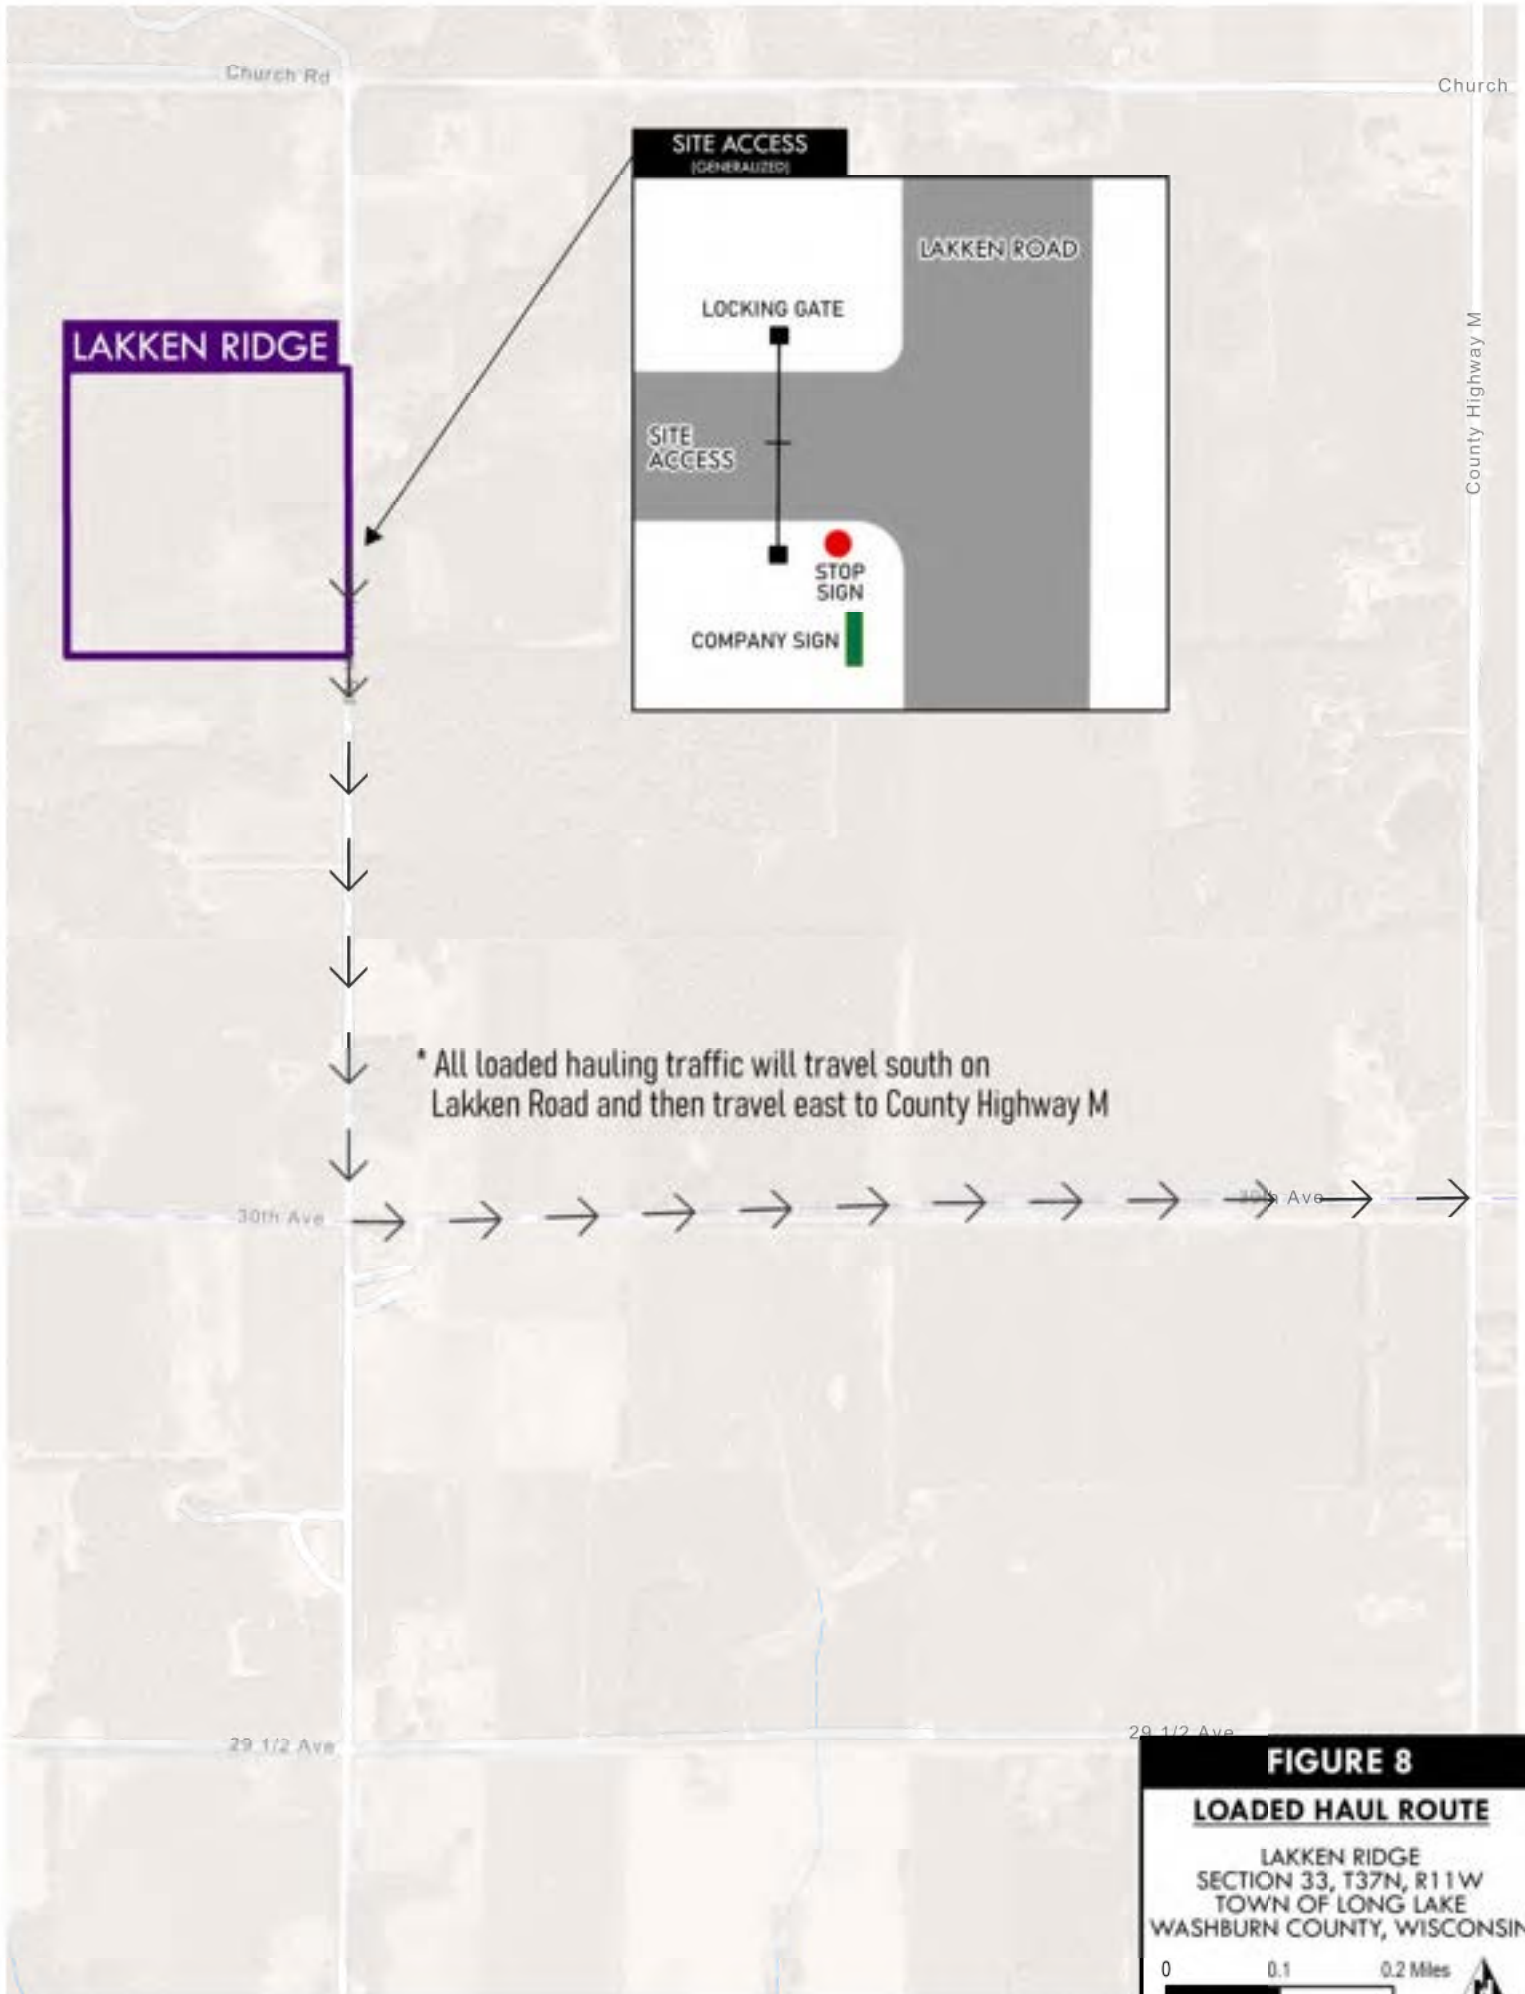 Church Rd
Church
SITE ACCESS
(GENERALIZED)
LAKKEN ROAD
LOCKING GATE
LAKKEN RIDGE
County Highway M
SITE
ACCESS
STOP
SIGN
COMPANY SIGN
* All loaded hauling traffic will travel south on
Lakken Road and then travel east to County Highway M
30th Ave
30th Ave
29 1/2 Ave
29 1/2 Ave
FIGURE 8
LOADED HAUL ROUTE
LAKKEN RIDGE
SECTION 33, T37N, R11W
TOWN OF LONG LAKE
WASHBURN COUNTY, WISCONSIN
0 0.1 0.2 Miles